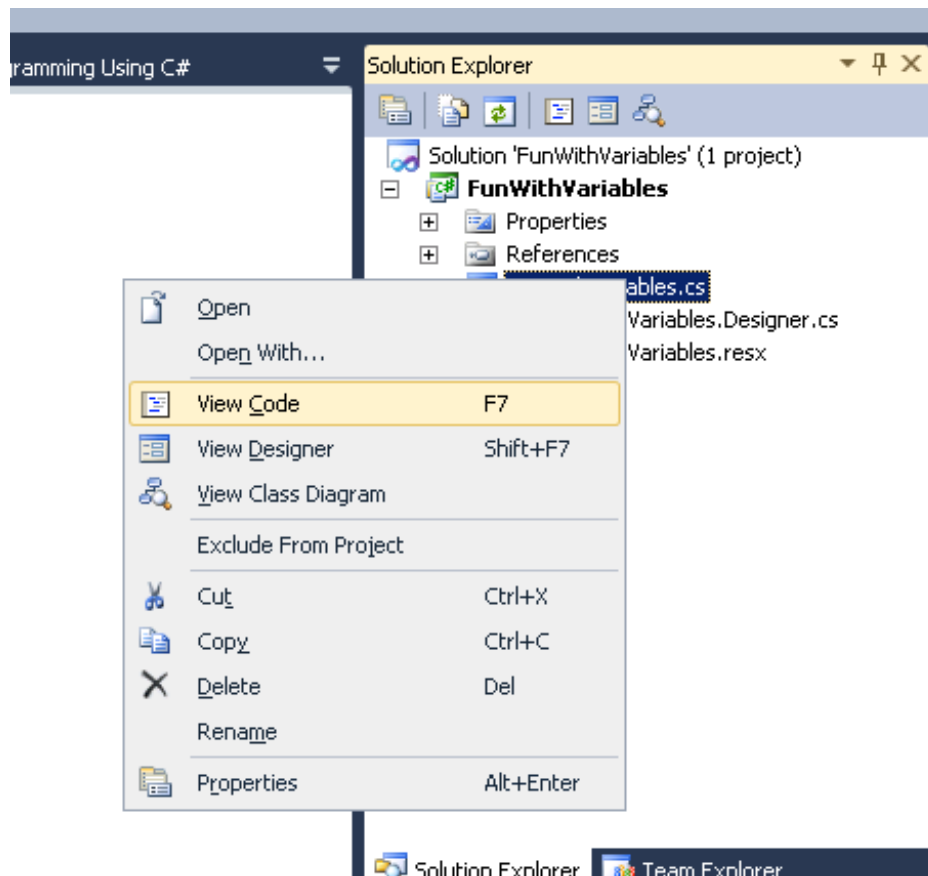 ramming Using C#
Solution Explorer
Solution 'FunWithVariables' (1 project)
FunWithVariables
Properties
References
ables.cs
Variables.Designer.cs
Variables.resx
Open
Open With...
View Code F7
View Designer Shift+F7
View Class Diagram
Exclude From Project
Cut Ctrl+X
Copy Ctrl+C
Delete Del
Rename
Properties Alt+Enter
Solution Explorer
Team Explorer